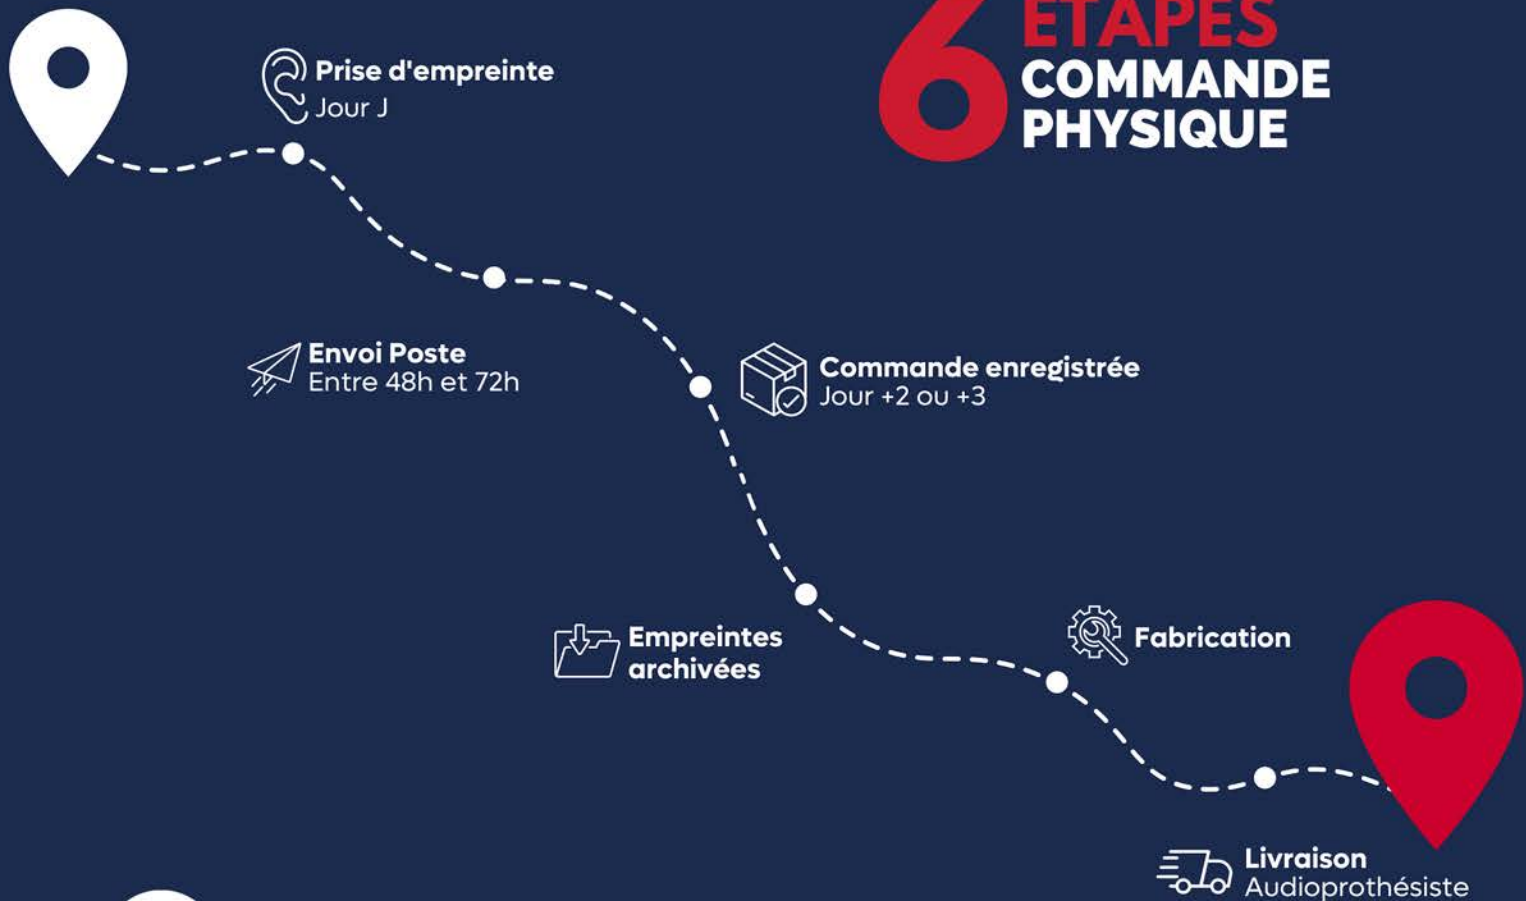 6 ÉTAPES
COMMANDE
PHYSIQUE
Prise d'empreinte
Jour J
Envoi Poste
Entre 48h et 72h
Commande enregistrée
Jour +2 ou +3
Empreintes
archivées
Fabrication
Livraison
Audioprothésiste